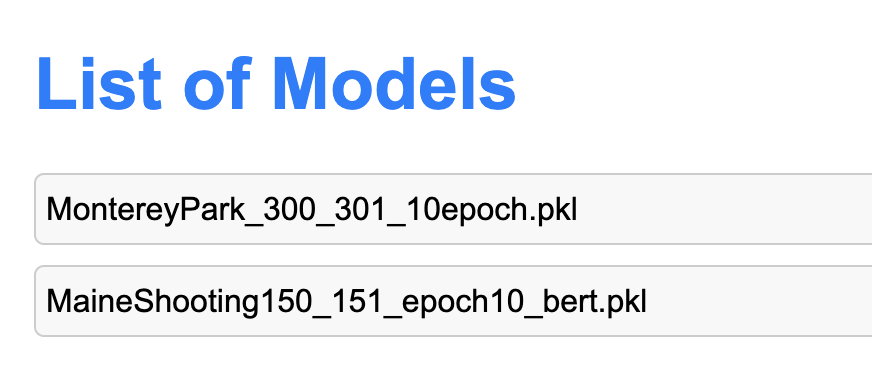 List of Models
MontereyPark_300_301_10epoch.pkl
MaineShooting150_151_epoch10_bert.pkl